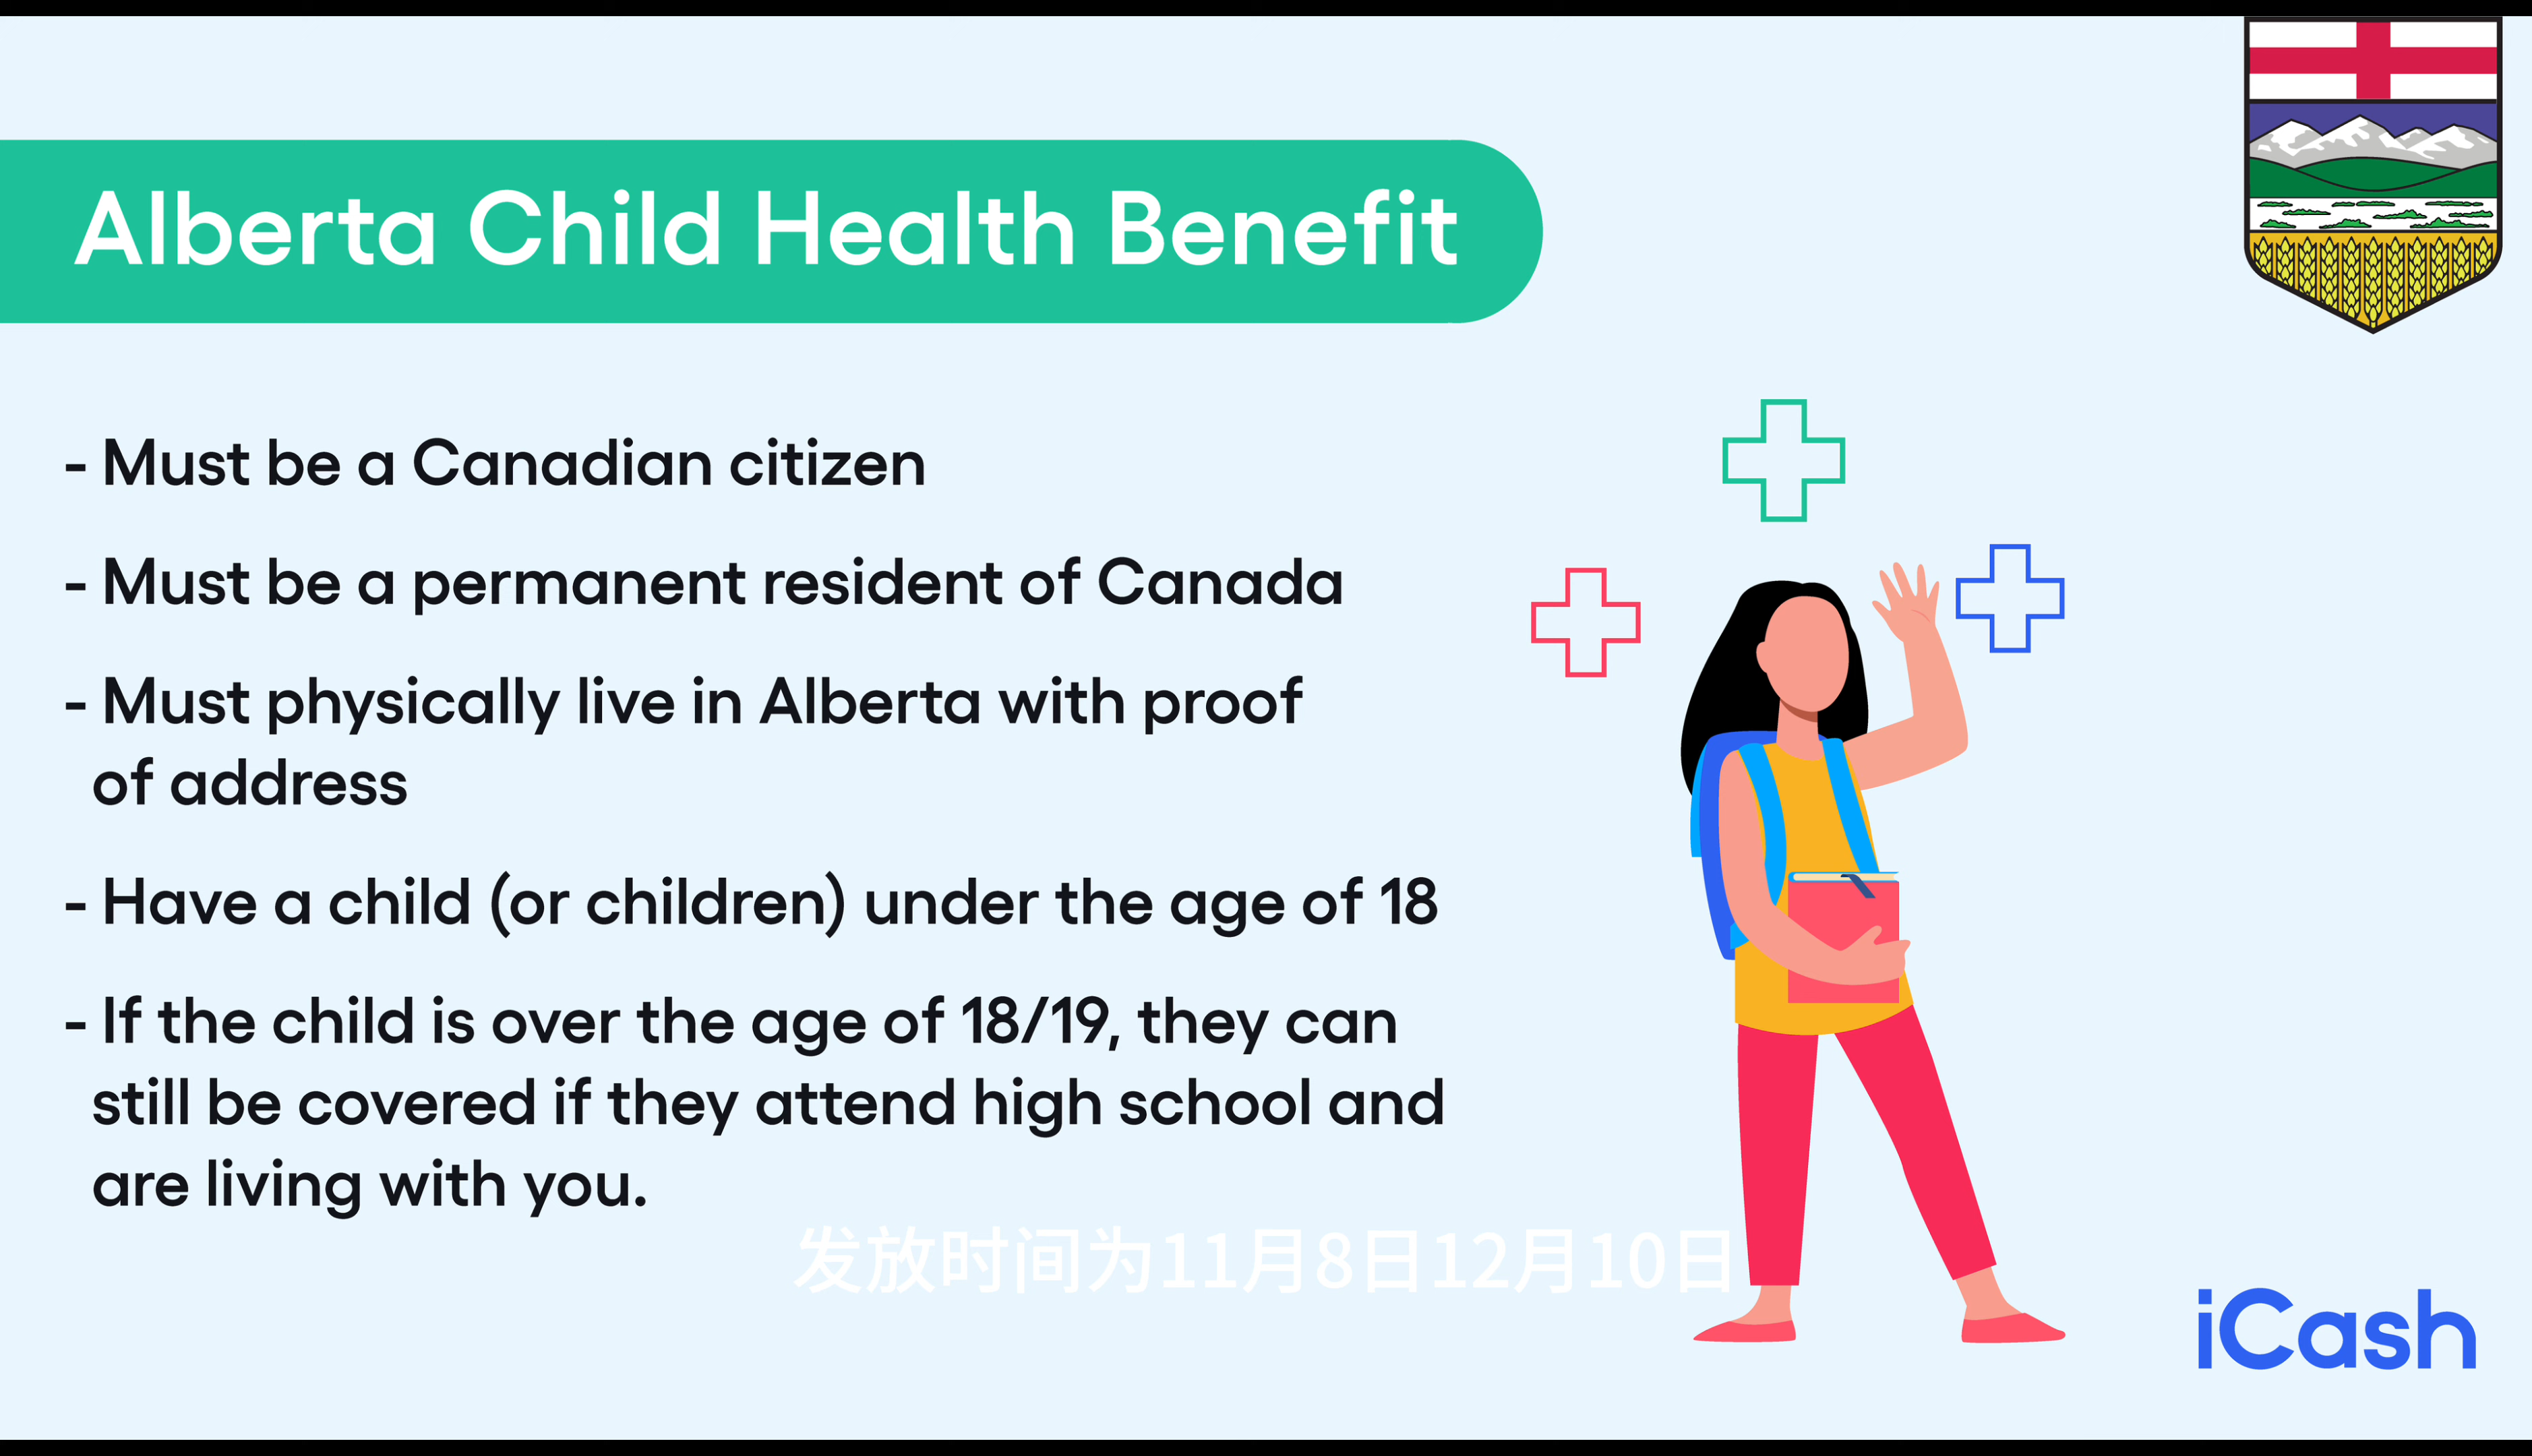 Alberta Child Health Benefit
- Must be a Canadian citizen
- Must be a permanent resident of Canada
- Must physically live in Alberta with proof
of address
- Have a child (or children) under the age of 18
- If the child is over the age of 18/19, they can
still be covered if they attend high school and
are living with you.
发放时间为11月8日12月10日
iCash